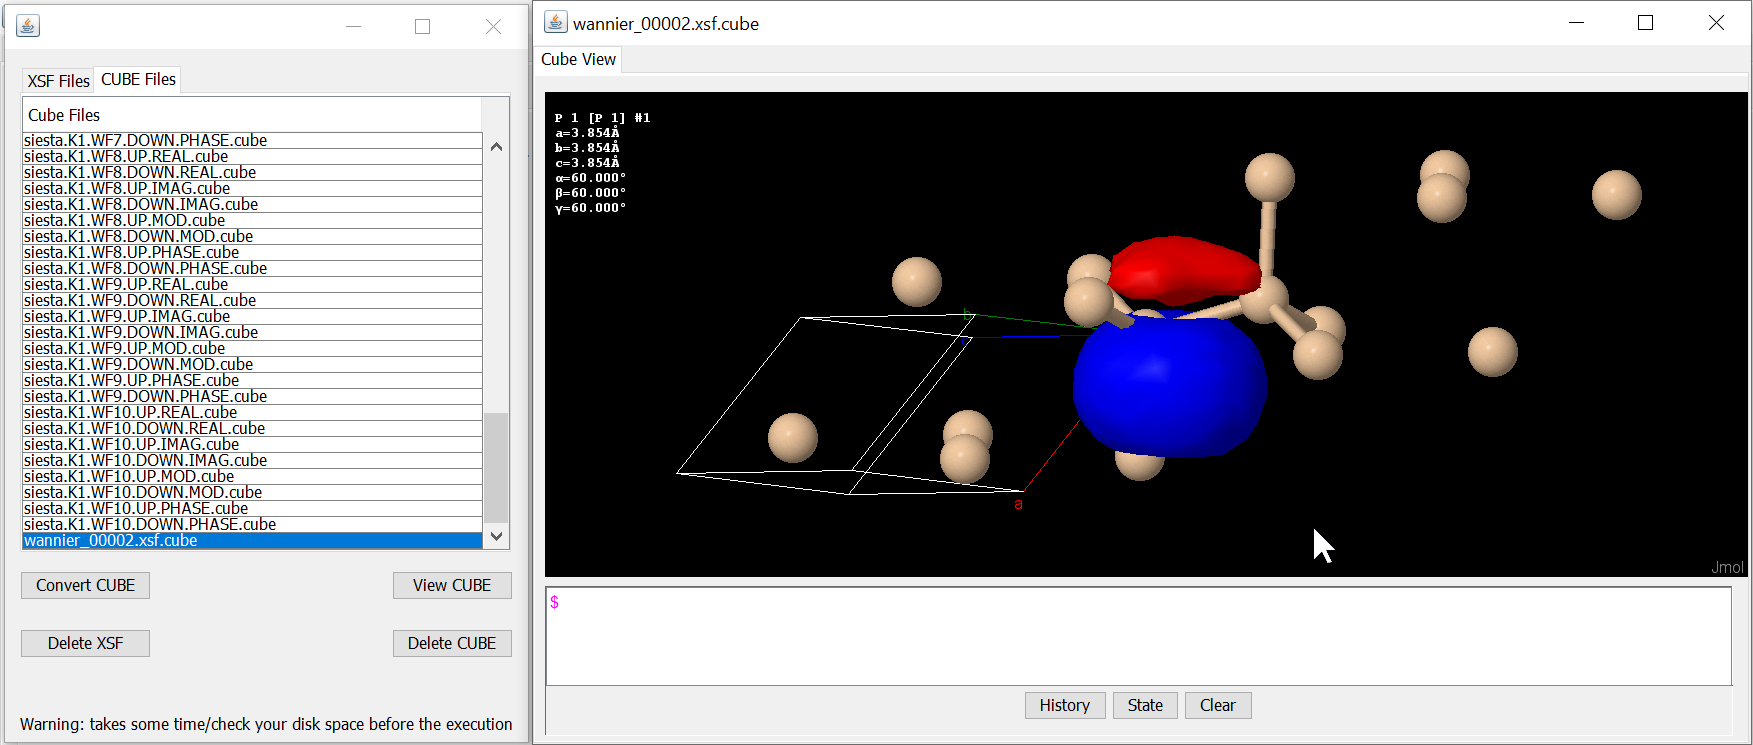 XSF Files
CUBE Files
Cube Files
siesta.K1.WF7.DOWN.PHASE.cube
siesta.K1.WF8.UP.REAL.cube
siesta.K1.WF8.DOWN.REAL.cube
siesta.K1.WF8.UP.IMAG.cube
siesta.K1.WF8.DOWN.IMAG.cube
siesta.K1.WF8.UP.MOD.cube
siesta.K1.WF8.DOWN.MOD.cube
siesta.K1.WF8.UP.PHASE.cube
siesta.K1.WF8.DOWN.PHASE.cube
siesta.K1.WF9.UP.REAL.cube
siesta.K1.WF9.DOWN.REAL.cube
siesta.K1.WF9.UP.IMAG.cube
siesta.K1.WF9.DOWN.IMAG.cube
siesta.K1.WF9.UP.MOD.cube
siesta.K1.WF9.DOWN.MOD.cube
siesta.K1.WF9.UP.PHASE.cube
siesta.K1.WF9.DOWN.PHASE.cube
siesta.K1.WF10.UP.REAL.cube
siesta.K1.WF10.DOWN.REAL.cube
siesta.K1.WF10.UP.IMAG.cube
siesta.K1.WF10.DOWN.IMAG.cube
siesta.K1.WF10.UP.MOD.cube
siesta.K1.WF10.DOWN.MOD.cube
siesta.K1.WF10.UP.PHASE.cube
siesta.K1.WF10.DOWN.PHASE.cube
wannier_00002.xsf.cube
Convert CUBE
View CUBE
Delete XSF
Delete CUBE
Warning: takes some time/check your disk space before the execution
wannier_00002.xsf.cube
Cube View
P 1 [P 1] #1
a=3.854Å
b=3.854Å
c=3.854Å
α=60.000°
β=60.000°
γ=60.000°
b
c
a
Jmol
$
History
State
Clear